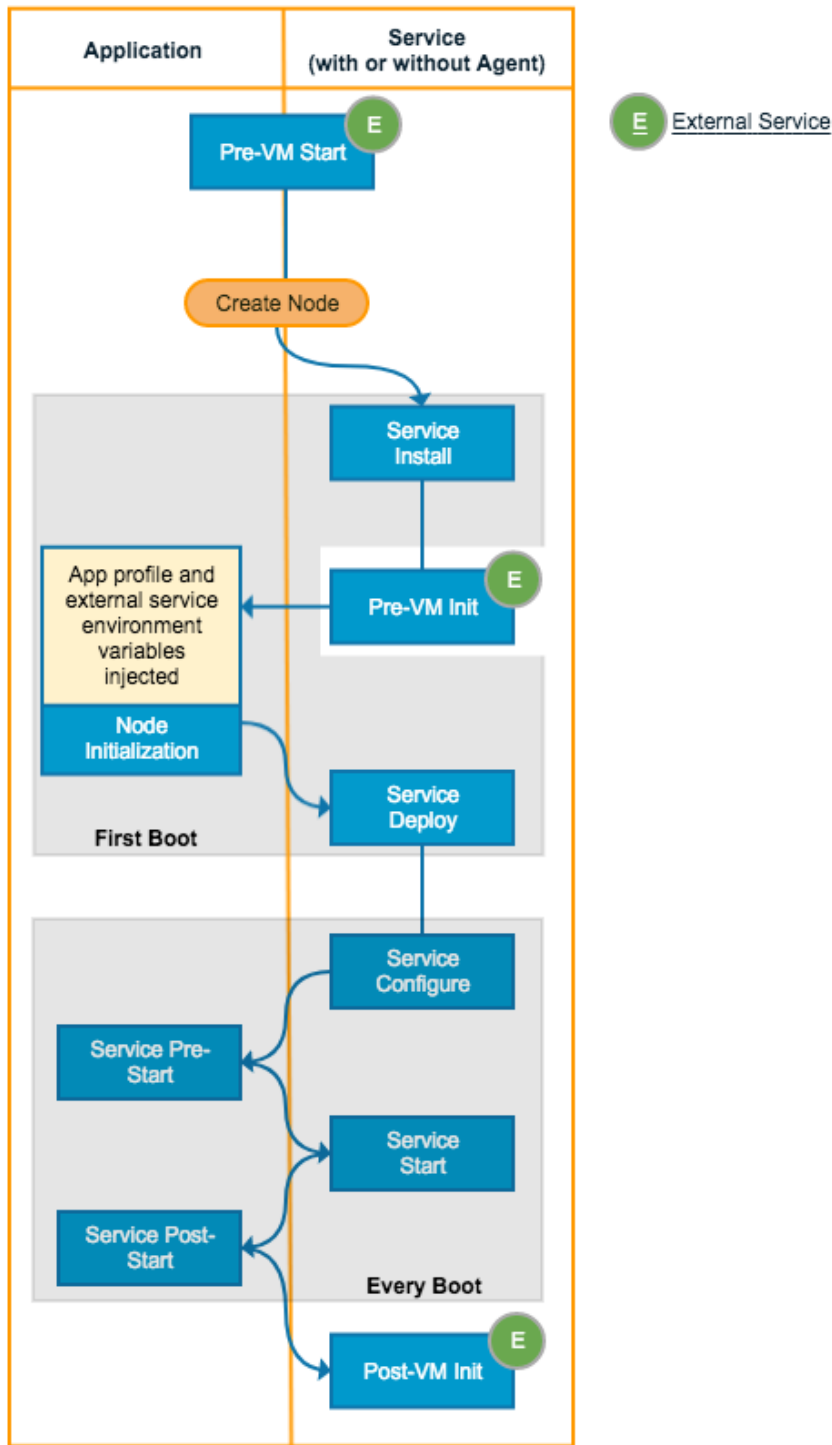 Application
Service
(with or without Agent)
E
Pre-VM Start
E External Service
Create Node
Service
Install
E
App profile and
external service
environment
variables
injected
Pre-VM Init
Node
Initialization
Service
Deploy
First Boot
Service
Configure
Service Pre-
Start
Service
Start
Service Post-
Start
Every Boot
E
Post-VM Init